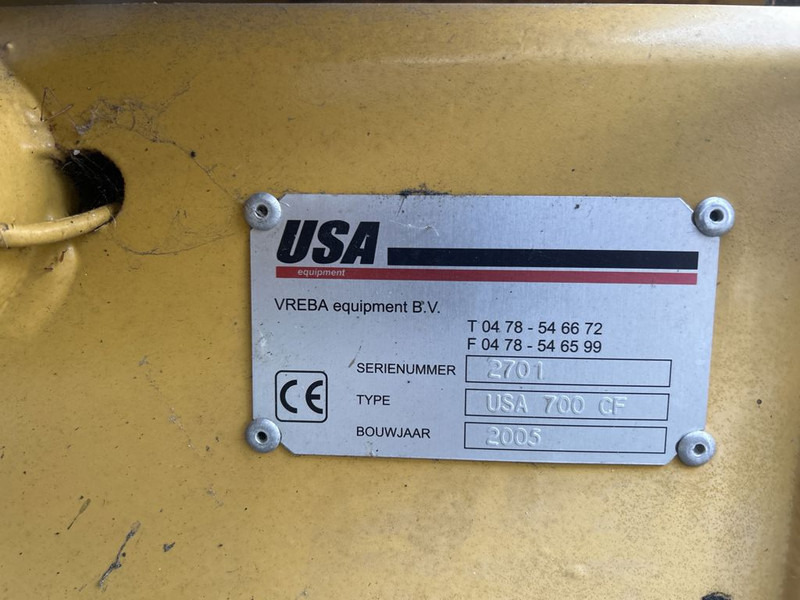 USA
equipment
VREBA equipment B.V.
T 04 78 - 54 66 72
F 04 78 - 54 65 99
SERIENUMMER 2701
CE TYPE USA 700 CF
BOUWJAAR 2005